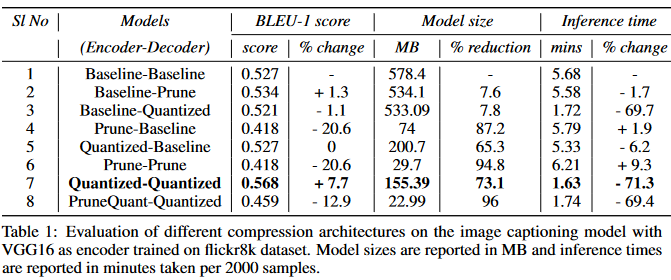 Sl No Models BLEU-1 score Model size Inference time
(Encoder-Decoder) score % change MB % reduction mins % change
1 Baseline-Baseline 0.527 - 578.4 - 5.68 -
2 Baseline-Prune 0.534 + 1.3 534.1 7.6 5.58 - 1.7
3 Baseline-Quantized 0.521 - 1.1 533.09 7.8 1.72 -69.7
4 Prune-Baseline 0.418 - 20.6 74 87.2 5.79 + 1.9
5 Quantized-Baseline 0.527 0 200.7 65.3 5.33 - 6.2
6 Prune-Prune 0.418 - 20.6 29.7 94.8 6.21 + 9.3
7 Quantized-Quantized 0.568 + 7.7 155.39 73.1 1.63 - 71.3
8 PruneQuant-Quantized 0.459 - 12.9 22.99 96 1.74 - 69.4
Table 1: Evaluation of different compression architectures on the image captioning model with
VGG16 as encoder trained on flickr8k dataset. Model sizes are reported in MB and inference times
are reported in minutes taken per 2000 samples.